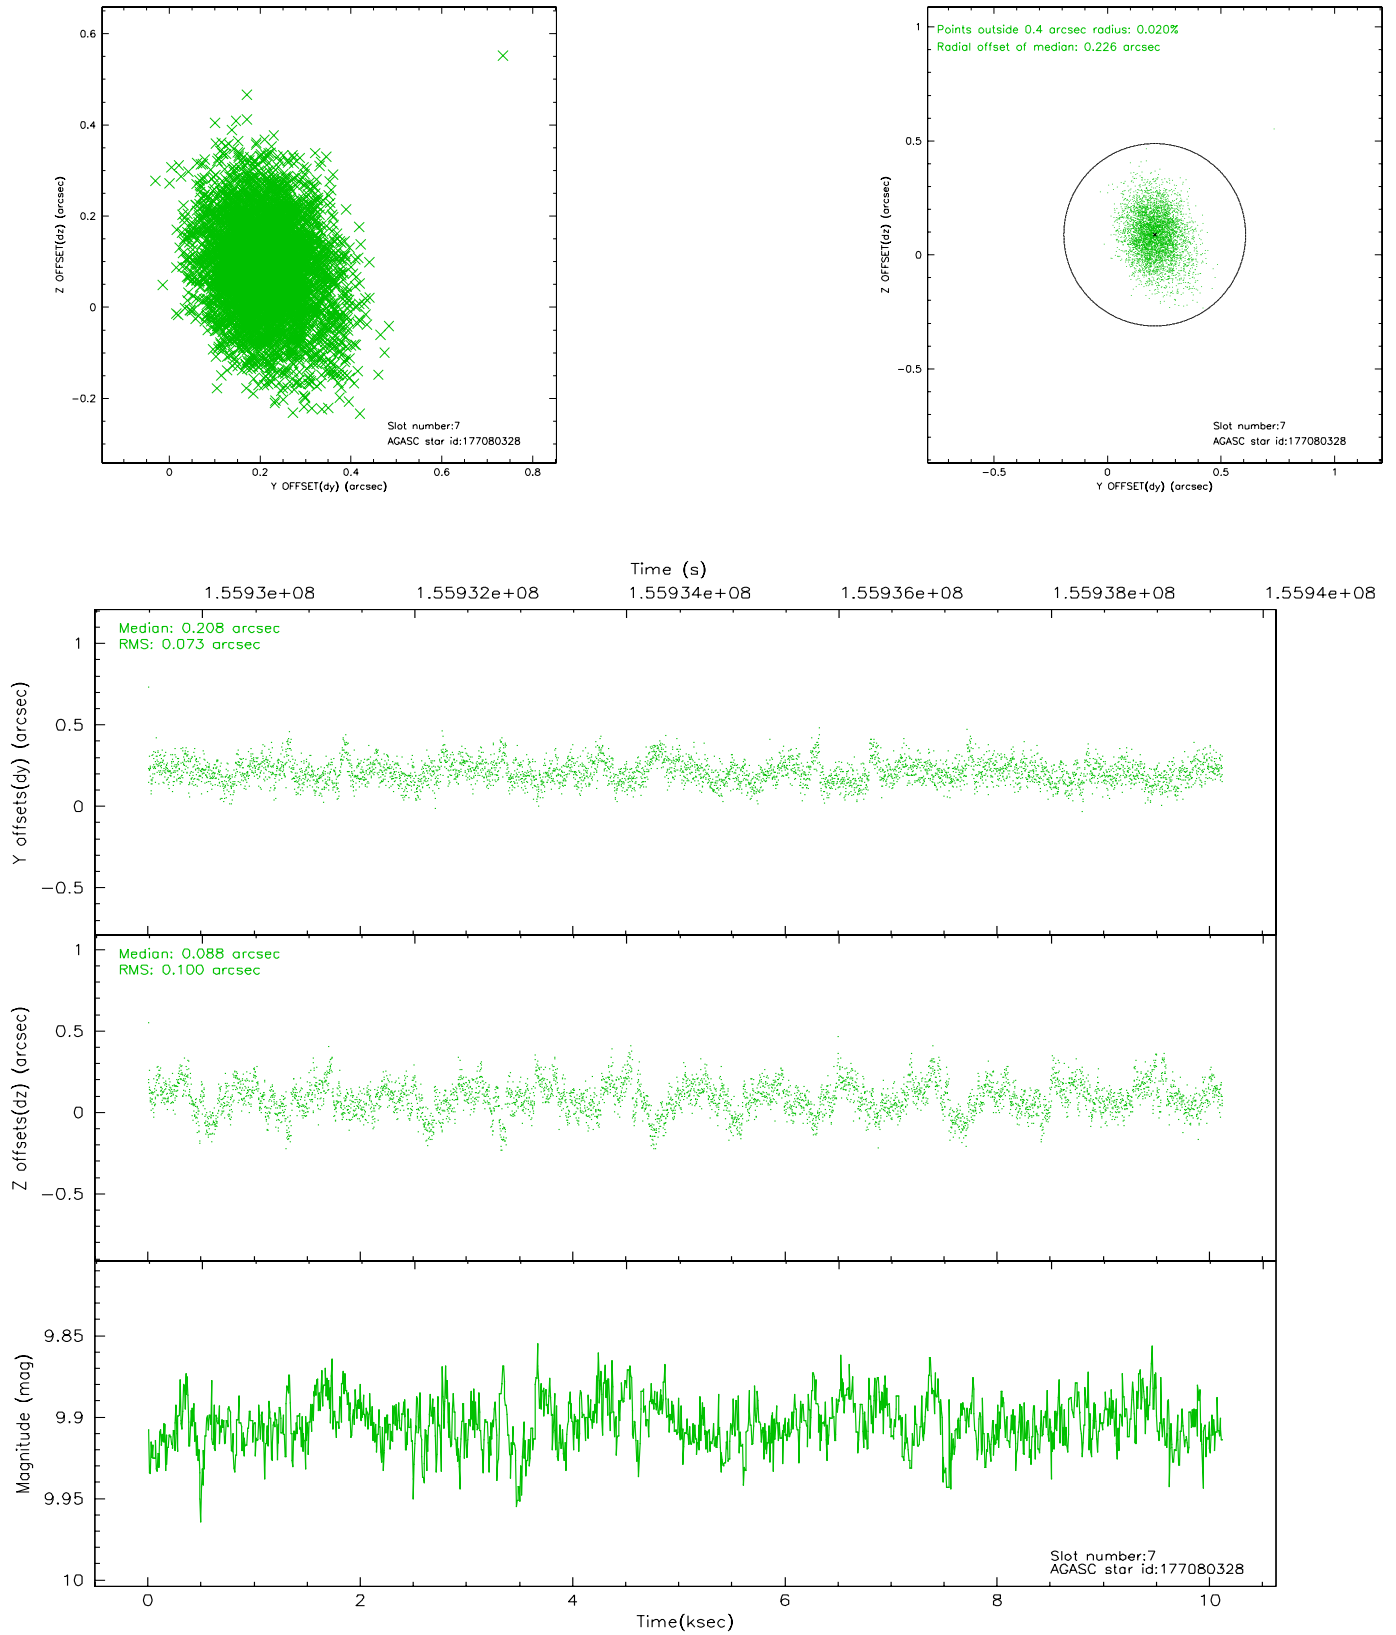 0.6
0.4
0.2
0
−0.2
Z OFFSET(dz) (arcsec)
0
0.2
0.4
0.6
0.8
Y OFFSET(dy) (arcsec)
Slot number:7
AGASC star id:177080328
Points outside 0.4 arcsec radius: 0.020%
Radial offset of median: 0.226 arcsec
1
0.5
0
−0.5
Z OFFSET(dz) (arcsec)
−0.5
0
0.5
1
Y OFFSET(dy) (arcsec)
Slot number:7
AGASC star id:177080328
Time (s)
1.5593e+08
1.55932e+08
1.55934e+08
1.55936e+08
1.55938e+08
1.5594e+08
Median: 0.208 arcsec
RMS: 0.073 arcsec
1
0.5
0
−0.5
Y offsets(dy) (arcsec)
Median: 0.088 arcsec
RMS: 0.100 arcsec
1
0.5
0
−0.5
Z offsets(dz) (arcsec)
9.85
9.9
9.95
10
Magnitude (mag)
Slot number:7
AGASC star id:177080328
0
2
4
6
8
10
Time(ksec)